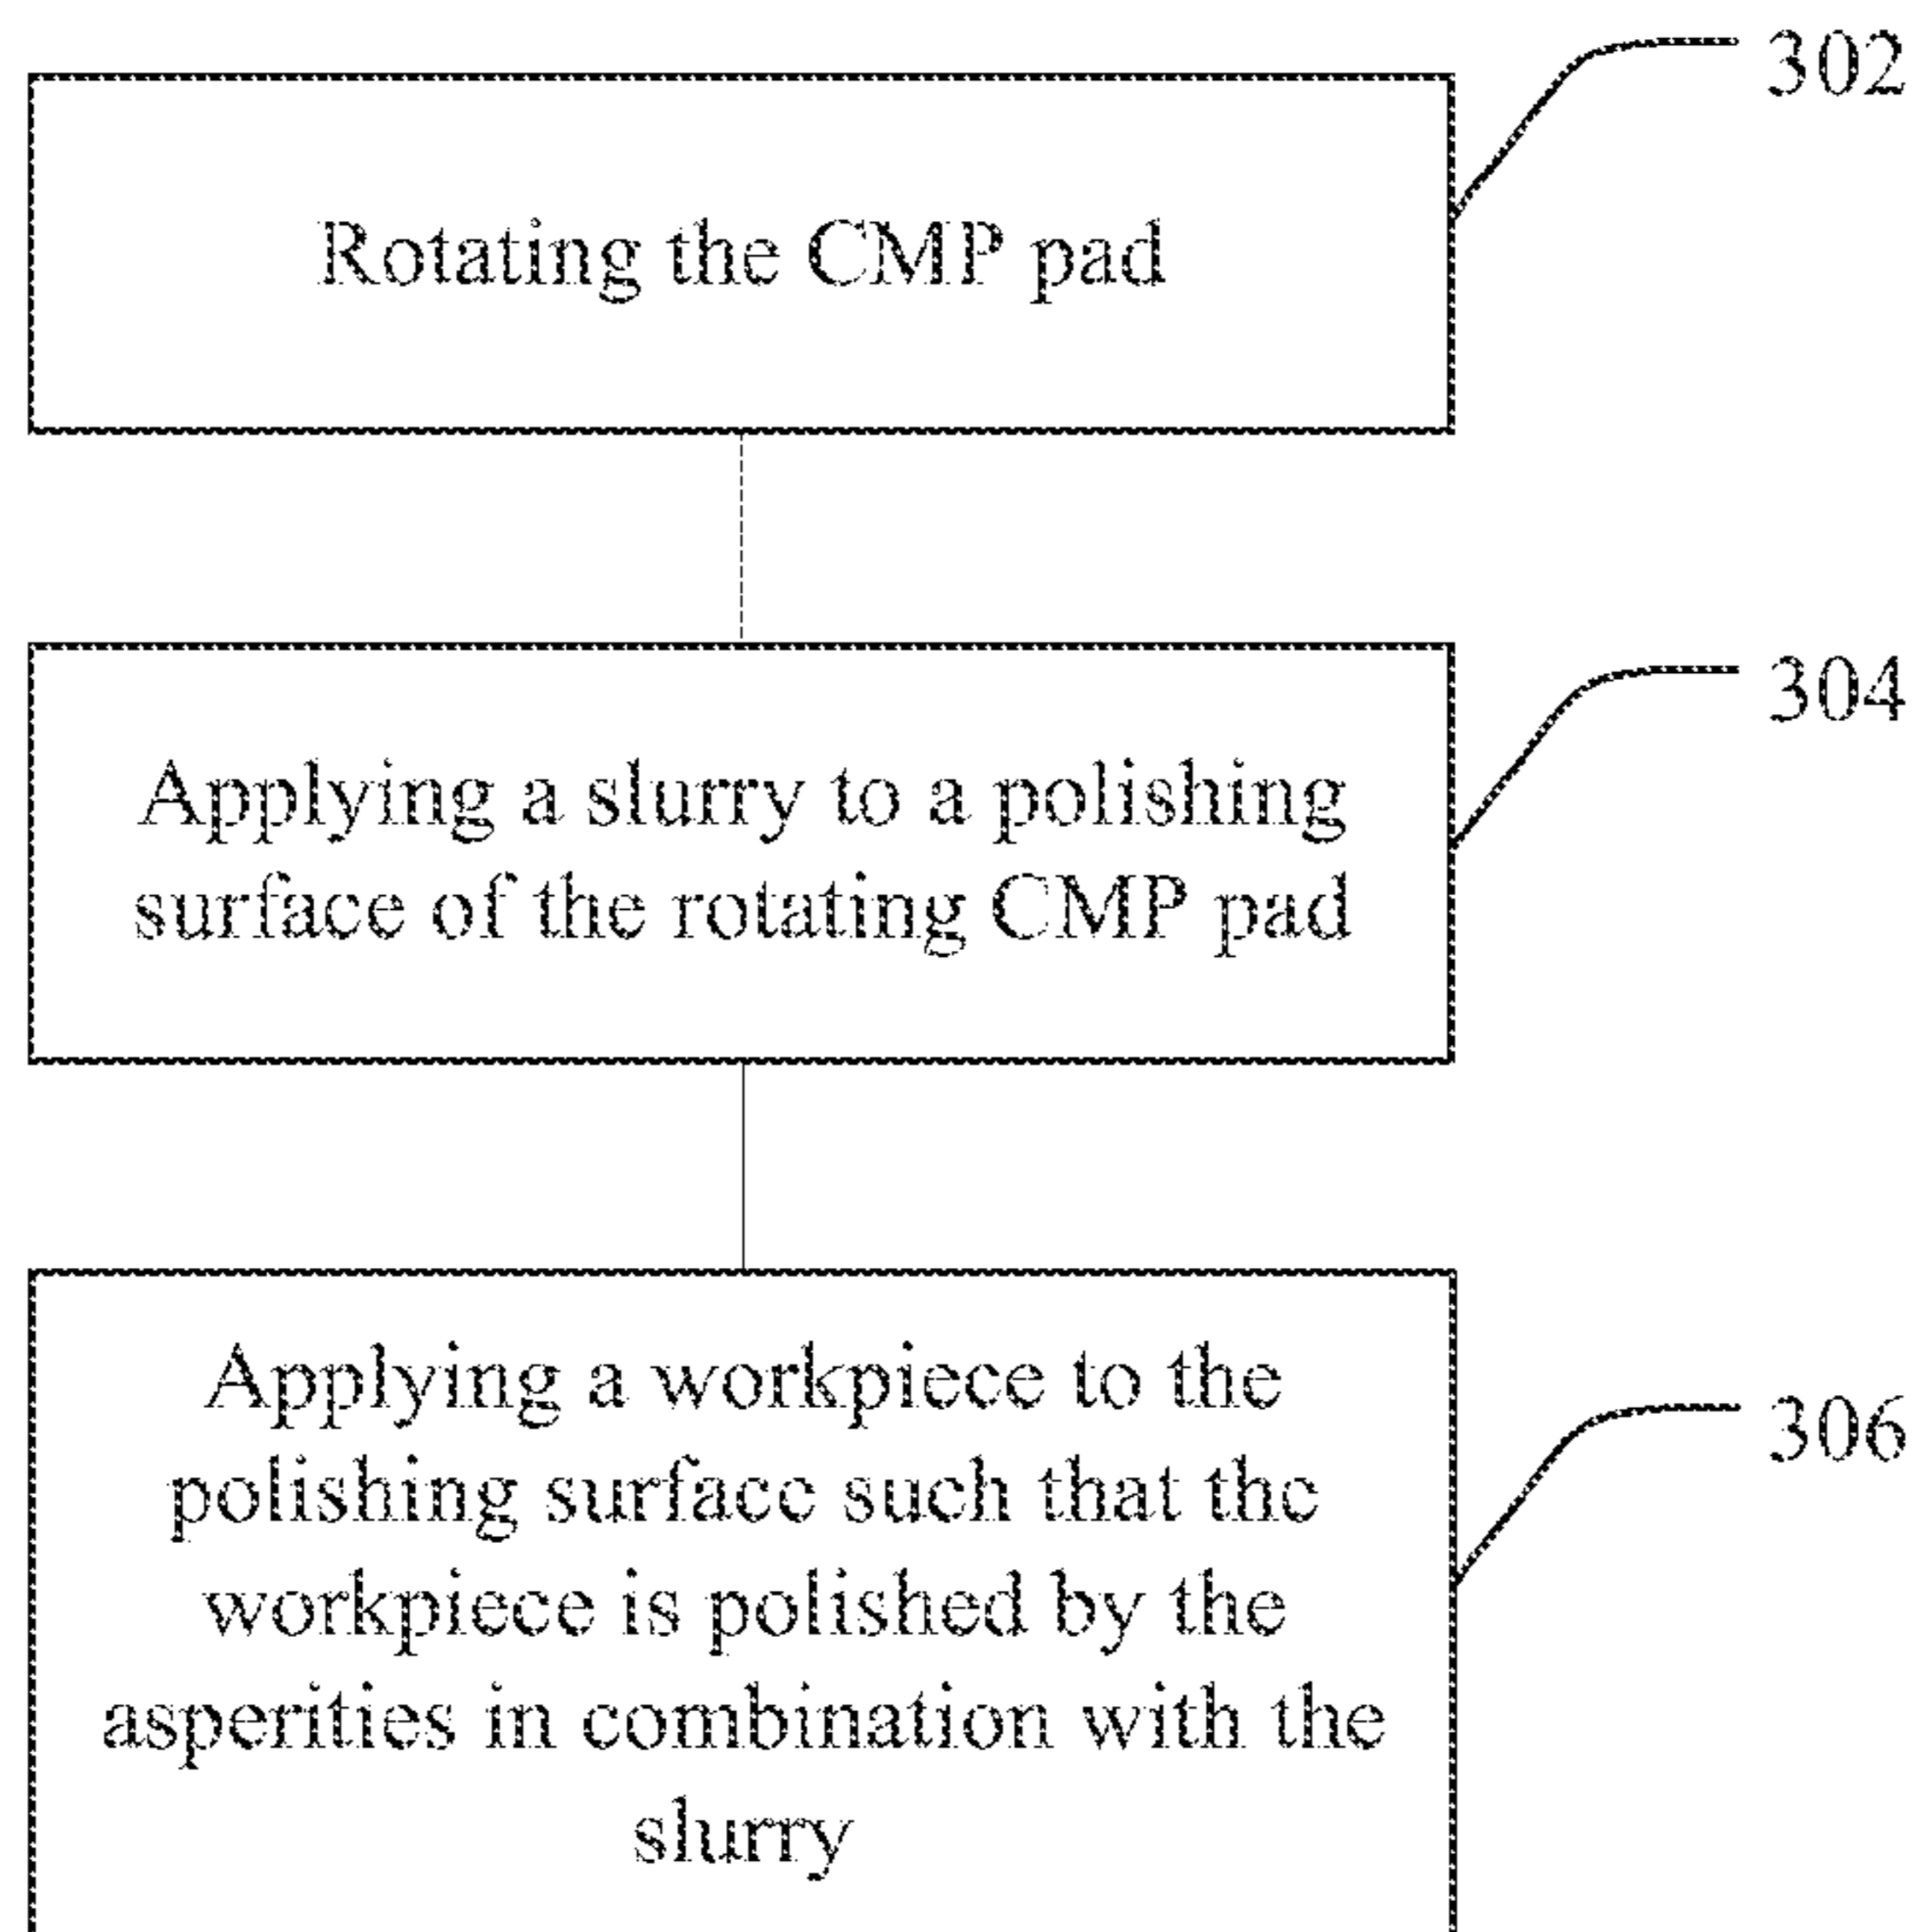 302
Rotating the CMP pad
304
Applying a slurry to a polishing
surface of the rotating CMP pad
306
Applying a workpiece to the
polishing surface such that the
workpiece is polished by the
asperities in combination with the
slurry